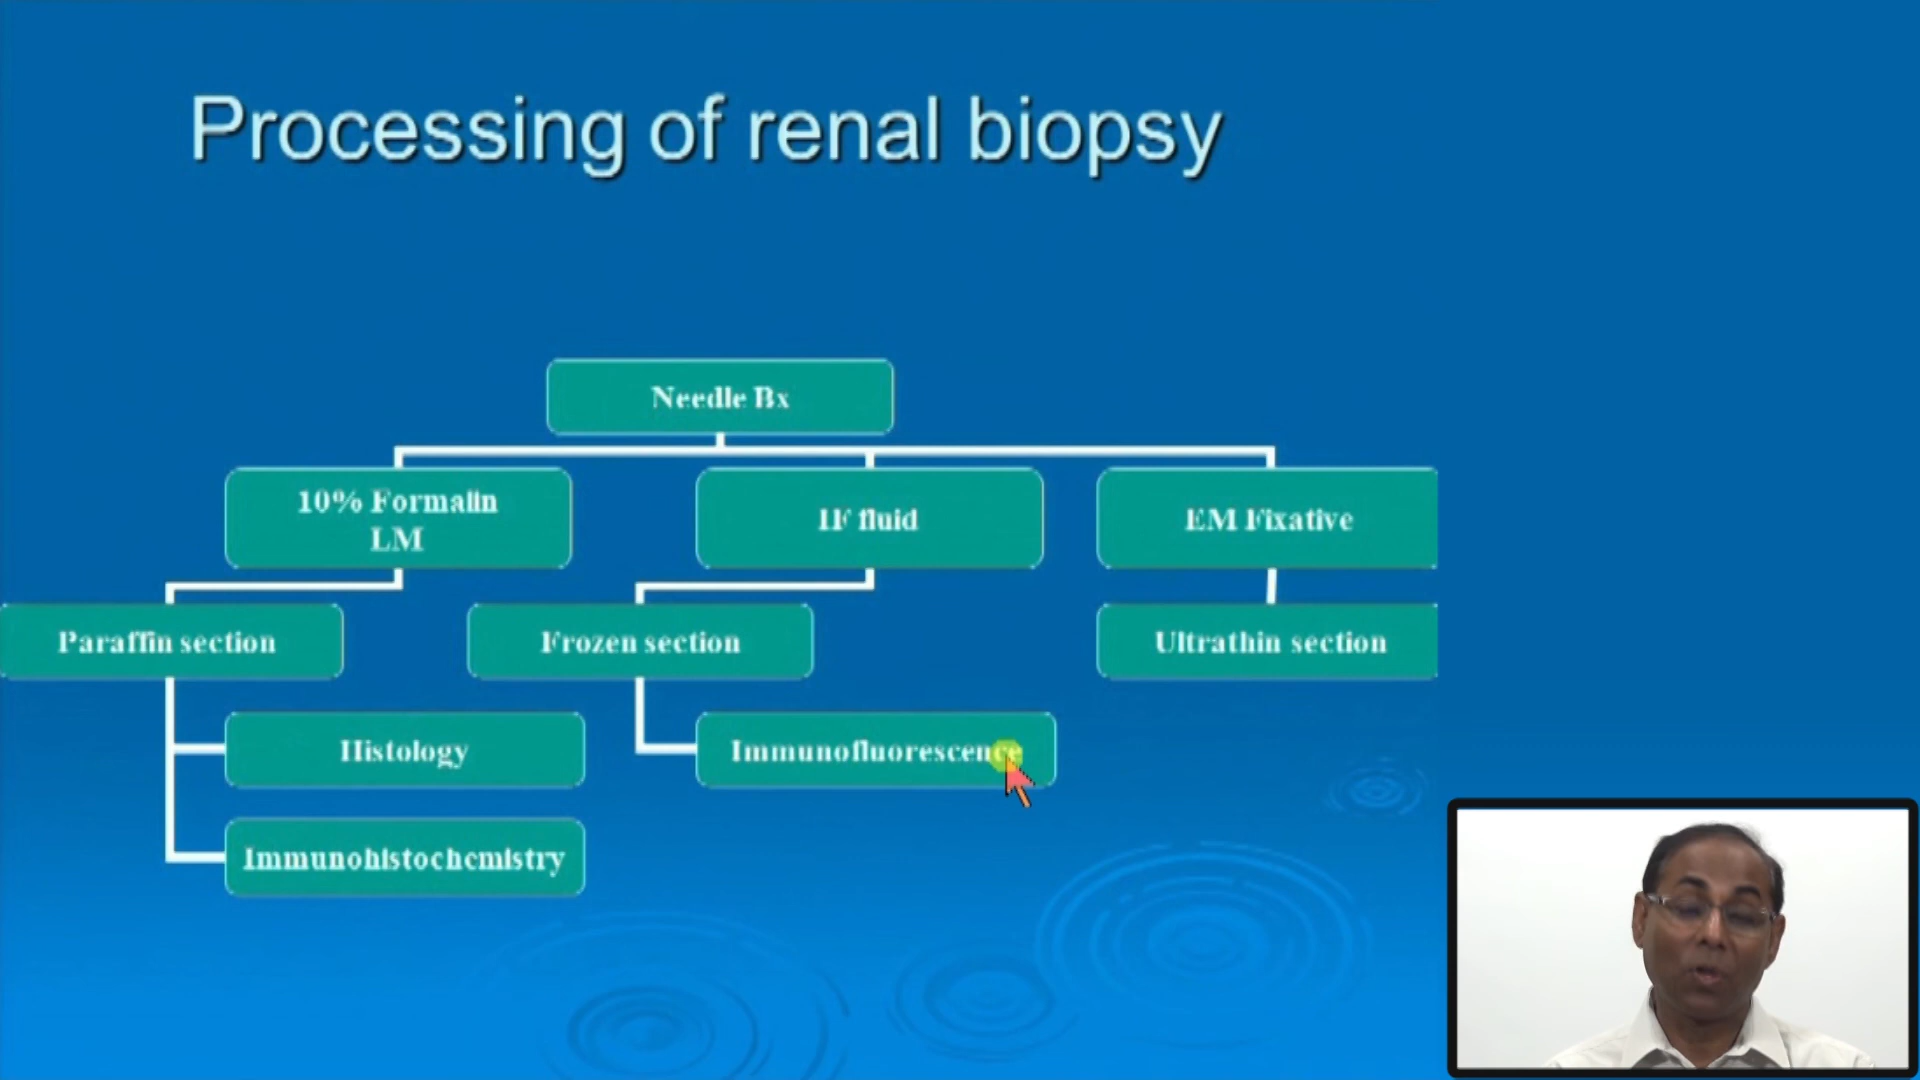 Processing of renal biopsy
Needle Bx
10% Formalin
LM
IF fluid
EM Fixative
Paraffin section
Frozen section
Ultrathin section
Histology
Immunofluorescence
Immunohistochemistry